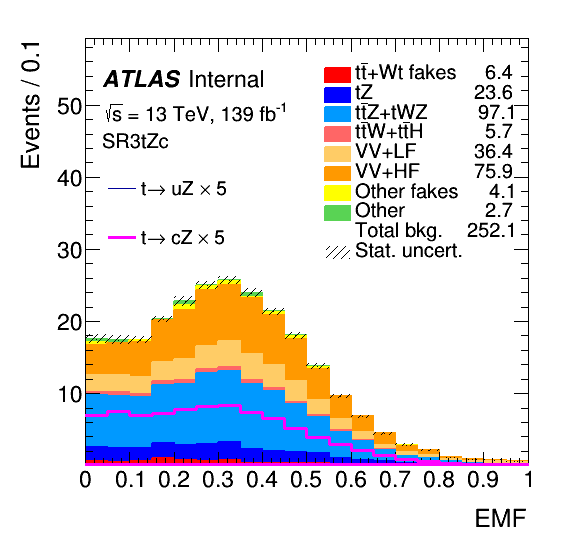 Events / 0.1
ATLAS Internal
√s = 13 TeV, 139 fb⁻¹
SR3tZc
t→ uZ × 5
t→ cZ × 5
tt̄+Wt fakes 6.4
tZ 23.6
tt̄Z+tWZ 97.1
tt̄W+tt̄H 5.7
VV+LF 36.4
VV+HF 75.9
Other fakes 4.1
Other 2.7
Total bkg. 252.1
Stat. uncert.
50
40
30
20
10
0 0.1 0.2 0.3 0.4 0.5 0.6 0.7 0.8 0.9 1
EMF